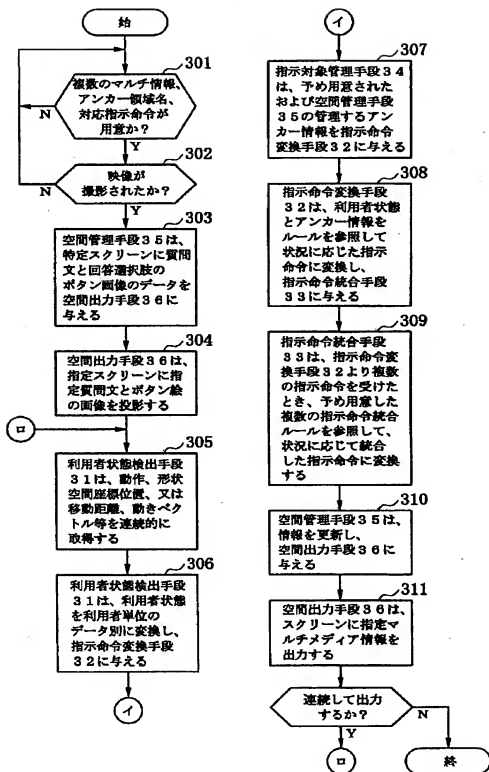 始
301
複数のマルチ情報、
アンカー領域名、
対応指示命令が
用意か?
N
Y
302
映像が
撮影されたか?
N
Y
303
空間管理手段35は、
特定スクリーンに質問
文と回答選択肢の
ボタン画像のデータを
空間出力手段36に
与える
304
空間出力手段36は、
指定スクリーンに指
定質問文とボタン絵
の画像を投影する
ロ
305
利用者状態検出手段
31は、動作、形状
空間座標位置、又は
移動距離、動きベク
トル等を連続的に
取得する
306
利用者状態検出手段
31は、利用者状態
を利用者単位の
データ別に変換し、
指示命令変換手段
32に与える
イ
イ
307
指示対象管理手段34
は、予め用意された
および空間管理手段
35の管理するアン
カー情報を指示命令
変換手段32に与える
308
指示命令変換手段
32は、利用者状態
とアンカー情報を
ルールを参照して
状況に応じた指示
命令に変換し、
指示命令統合手段
33に与える
309
指示命令統合手段
33は、指示命令変
換手段32より複数
の指示命令を受けた
とき、予め用意した
複数の指示命令統合
ルールを参照して、
状況に応じて統合
した指示命令に変換
する
310
空間管理手段35は、
情報を更新し、
空間出力手段36に
与える
311
空間出力手段36は、
スクリーンに指定マ
ルチメディア情報を
出力する
連続して出力
するか?
N
Y
ロ
終